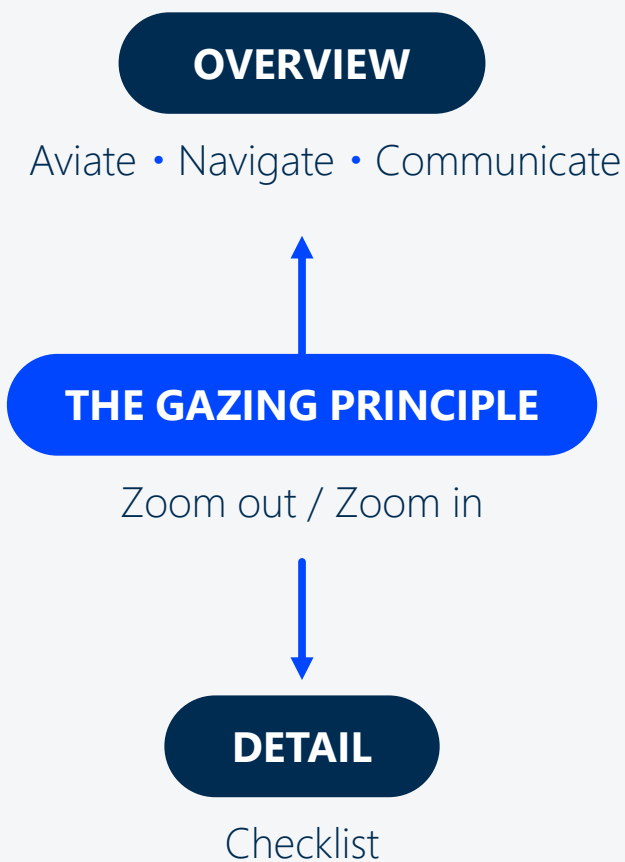 OVERVIEW
Aviate • Navigate • Communicate
THE GAZING PRINCIPLE
Zoom out / Zoom in
DETAIL
Checklist